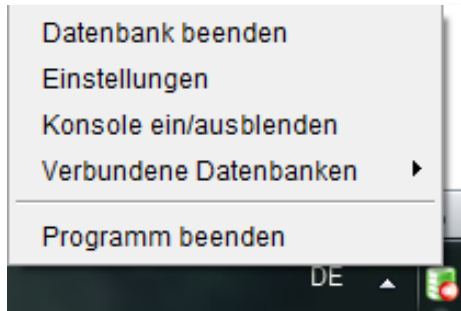 Datenbank beenden
Einstellungen
Konsole ein/ausblenden
Verbundene Datenbanken
Programm beenden
DE